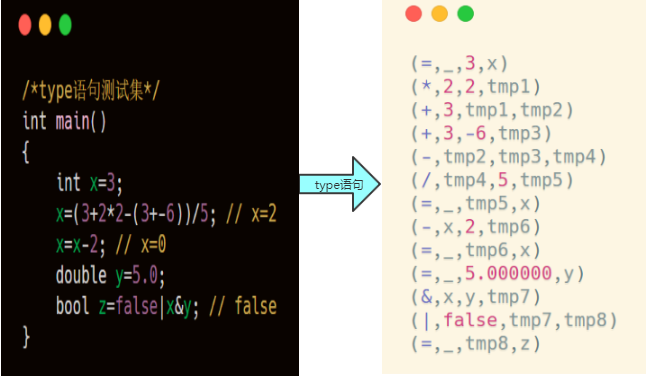 /*type语句测试集*/
int main()
{
int x=3;
x=(3+2*2-(3+-6))/5; // x=2
x=x-2; // x=0
double y=5.0;
bool z=false|x&y; // false
}
type语句
(=,_,3,x)
(*,2,2,tmp1)
(+,3,tmp1,tmp2)
(+,3,-6,tmp3)
(-,tmp2,tmp3,tmp4)
(/,tmp4,5,tmp5)
(=,_,tmp5,x)
(-,x,2,tmp6)
(=,_,tmp6,x)
(=,_,5.000000,y)
(&,x,y,tmp7)
(|,false,tmp7,tmp8)
(=,_,tmp8,z)